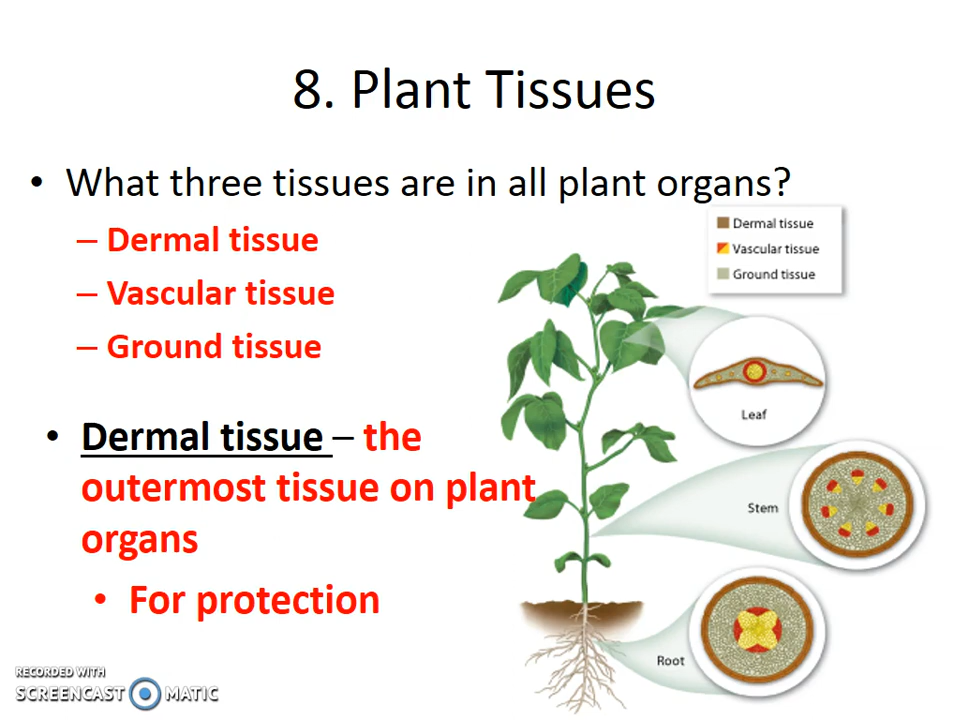 8. Plant Tissues
• What three tissues are in all plant organs?
– Dermal tissue
– Vascular tissue
– Ground tissue
• Dermal tissue – the
outermost tissue on plant
organs
• For protection
Dermal tissue
Vascular tissue
Ground tissue
Leaf
Stem
Root
RECORDED WITH
SCREENCAST MATIC